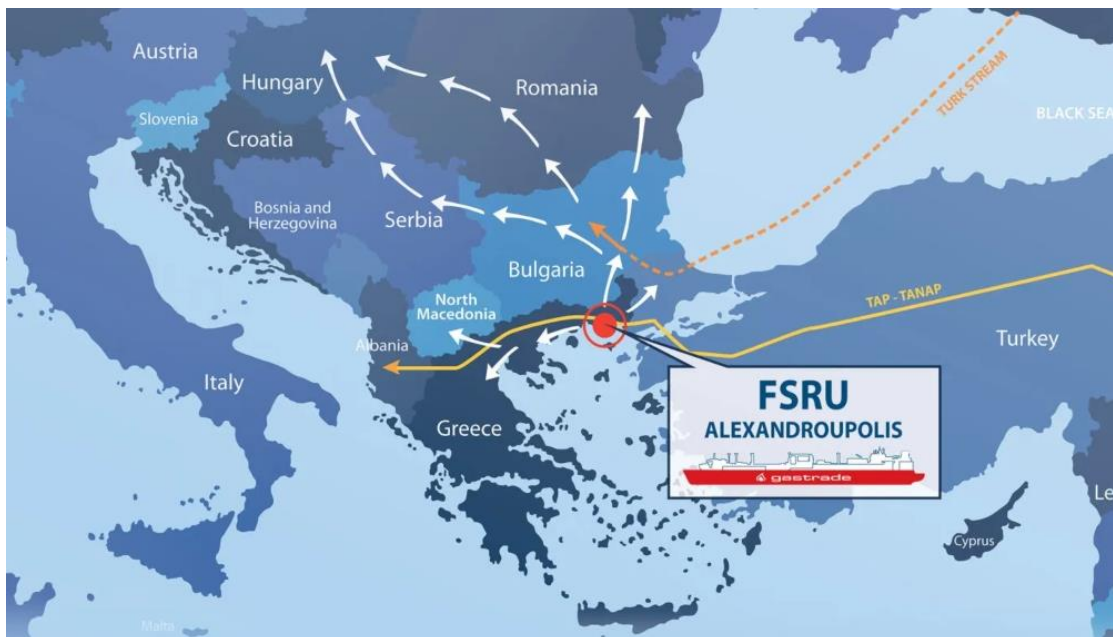 Austria
Hungary
Romania
Slovenia
Croatia
TURK STREAM
BLACK SEA
Bosnia and
Herzegovina
Serbia
Bulgaria
North
Macedonia
TAP - TANAP
Albania
Turkey
Italy
FSRU
ALEXANDROUPOLIS
gastrade
Greece
Le
Cyprus
Malta